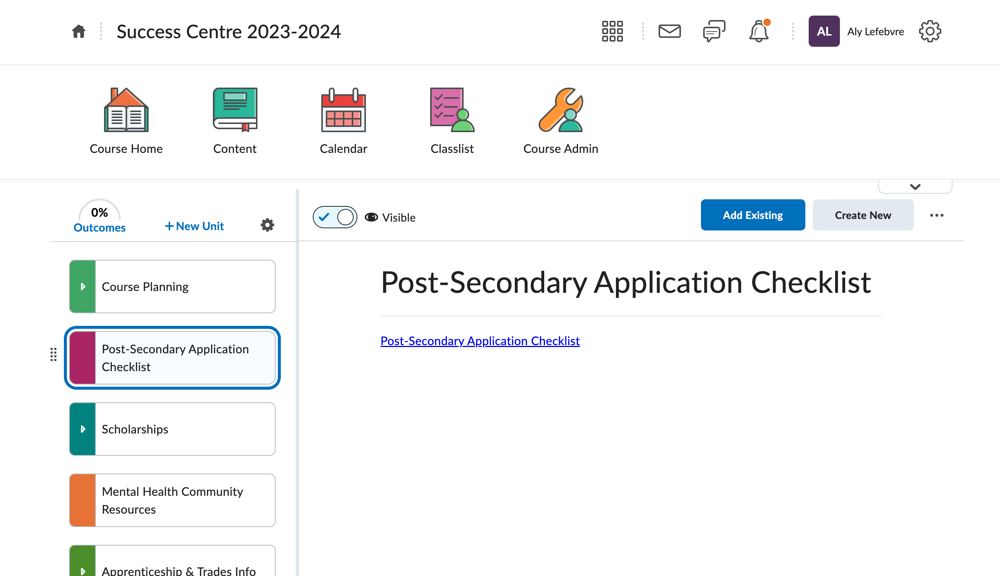 Success Centre 2023-2024
AL
Aly Lefebvre
Course Home
Content
Calendar
Classlist
Course Admin
0%
Outcomes
+ New Unit
Visible
Add Existing
Create New
Course Planning
Post-Secondary Application
Checklist
Scholarships
Mental Health Community
Resources
Apprenticeship & Trades Info
Post-Secondary Application Checklist
Post-Secondary Application Checklist